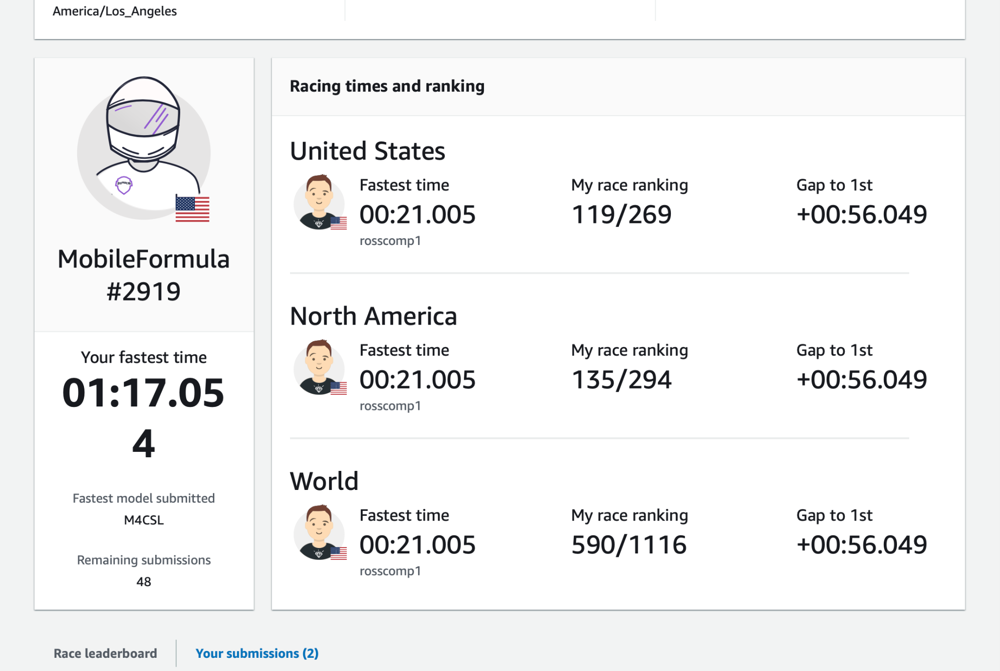 America/Los_Angeles
MobileFormula
#2919
Your fastest time
01:17.05
4
Fastest model submitted
M4CSL
Remaining submissions
48
Racing times and ranking
United States
Fastest time
My race ranking
Gap to 1st
00:21.005
119/269
+00:56.049
rosscomp1
North America
Fastest time
My race ranking
Gap to 1st
00:21.005
135/294
+00:56.049
rosscomp1
World
Fastest time
My race ranking
Gap to 1st
00:21.005
590/1116
+00:56.049
rosscomp1
Race leaderboard
Your submissions (2)